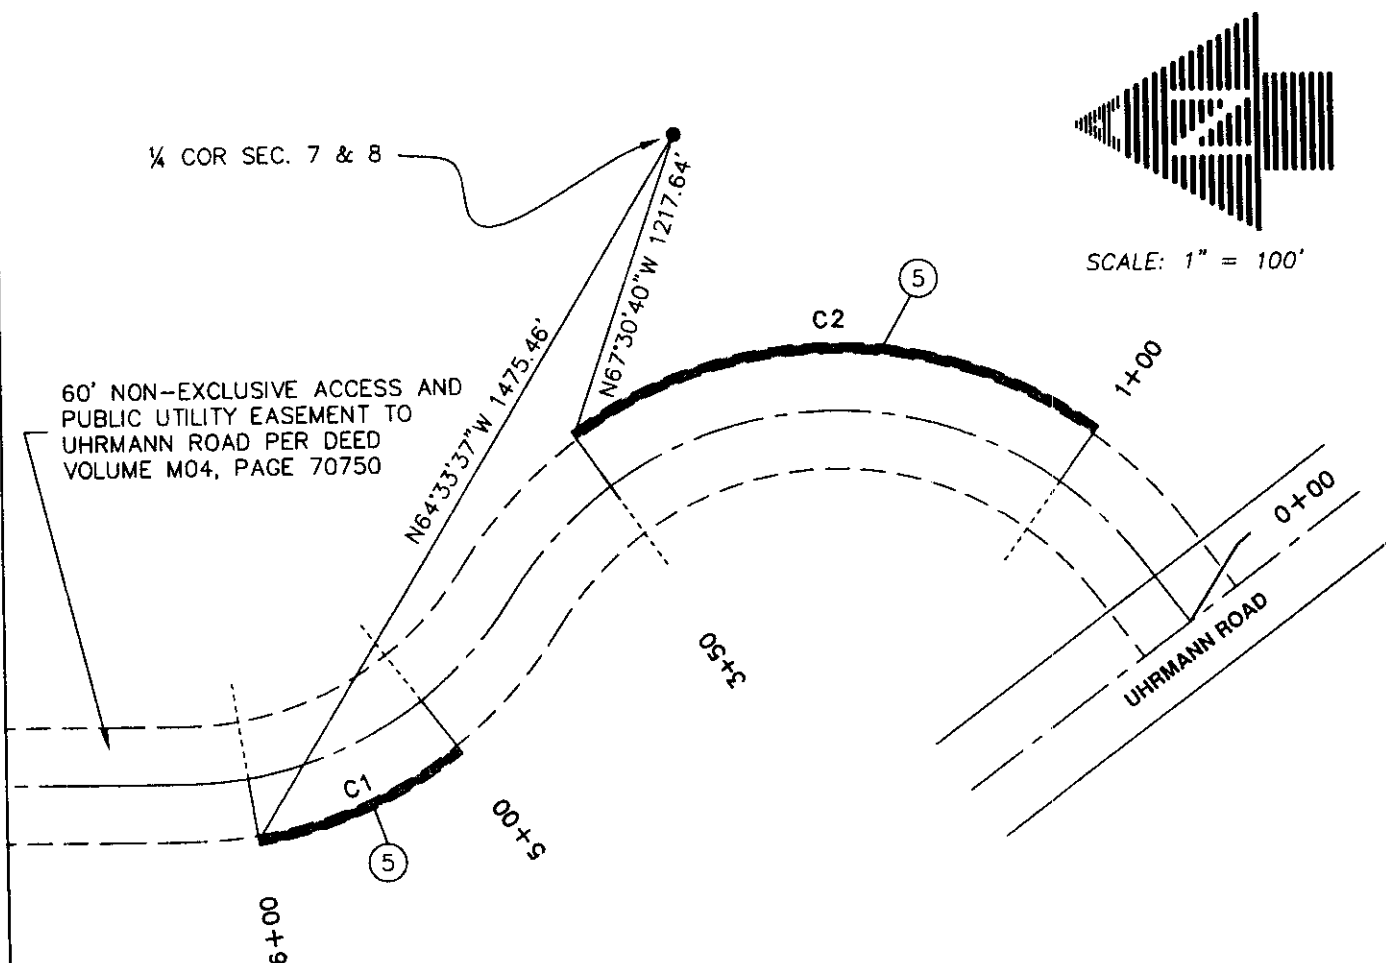 ¼ COR SEC. 7 & 8
N67°30'40"W 1217.64'
N64°33'37"W 1475.46'
SCALE: 1" = 100'
5
C2
1+00
60' NON-EXCLUSIVE ACCESS AND
PUBLIC UTILITY EASEMENT TO
UHRMANN ROAD PER DEED
VOLUME M04, PAGE 70750
0+00
UHRMANN ROAD
3+50
C1
5+00
5
6+00